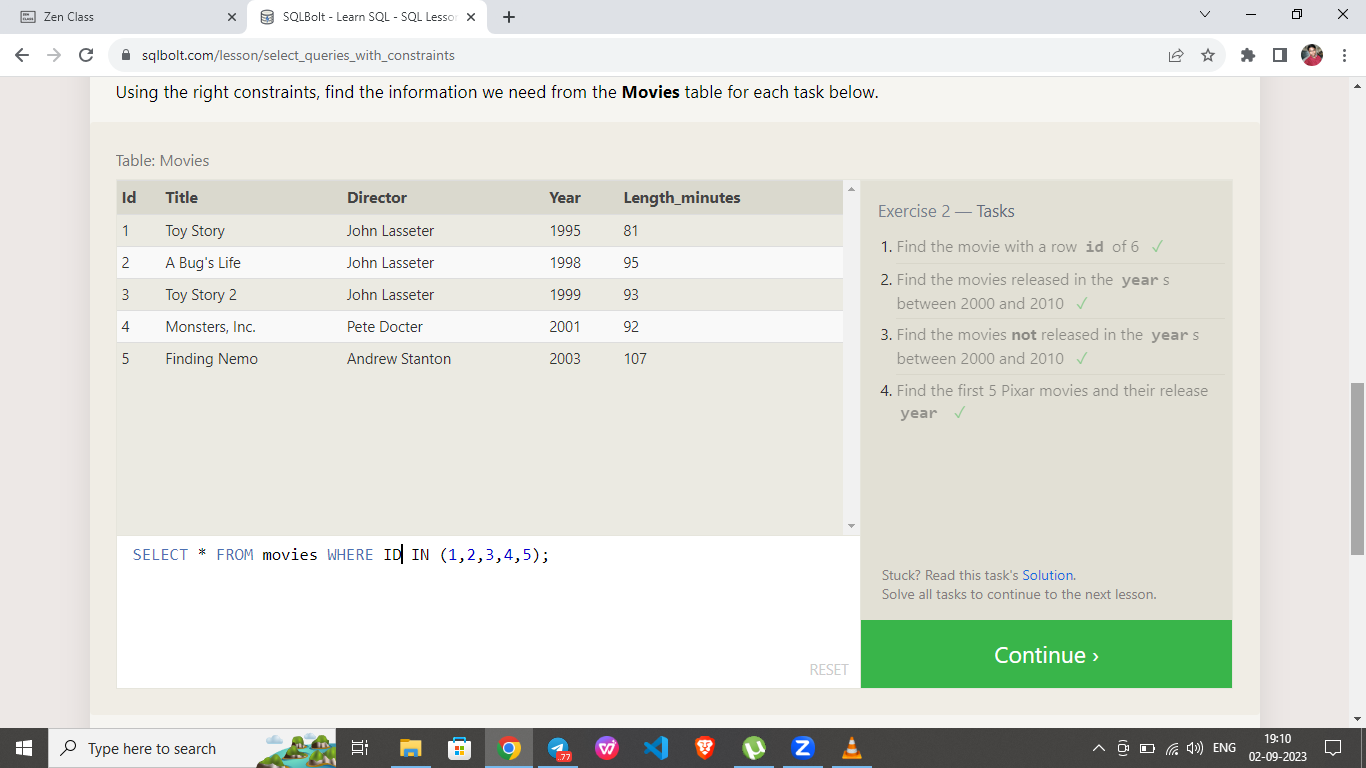 Zen Class
SQLBolt - Learn SQL - SQL Lesson
sqlbolt.com/lesson/select_queries_with_constraints
Using the right constraints, find the information we need from the Movies table for each task below.
Table: Movies
Id Title Director Year Length_minutes
1 Toy Story John Lasseter 1995 81
2 A Bug's Life John Lasseter 1998 95
3 Toy Story 2 John Lasseter 1999 93
4 Monsters, Inc. Pete Docter 2001 92
5 Finding Nemo Andrew Stanton 2003 107
SELECT * FROM movies WHERE ID IN (1,2,3,4,5);
RESET
Exercise 2 — Tasks
1. Find the movie with a row id of 6 ✓
2. Find the movies released in the year s
between 2000 and 2010 ✓
3. Find the movies not released in the year s
between 2000 and 2010 ✓
4. Find the first 5 Pixar movies and their release
year ✓
Stuck? Read this task's Solution.
Solve all tasks to continue to the next lesson.
Continue ›
Type here to search
77
ENG
19:10
02-09-2023